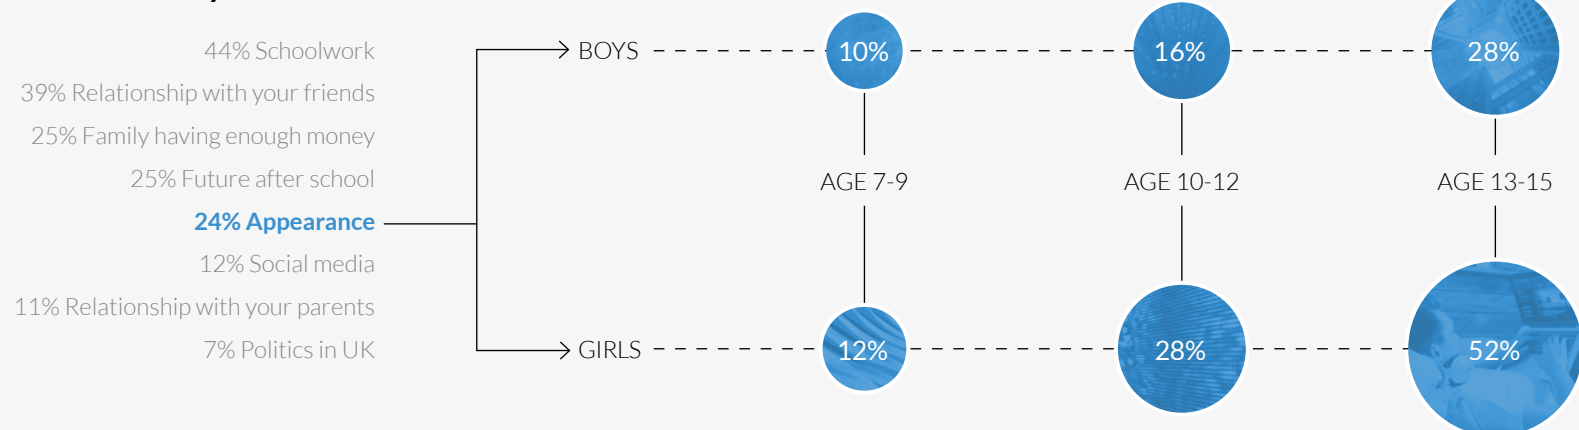 44% Schoolwork
39% Relationship with your friends
25% Family having enough money
25% Future after school
24% Appearance
12% Social media
11% Relationship with your parents
7% Politics in UK
BOYS
10%
16%
28%
AGE 7-9
AGE 10-12
AGE 13-15
GIRLS
12%
28%
52%